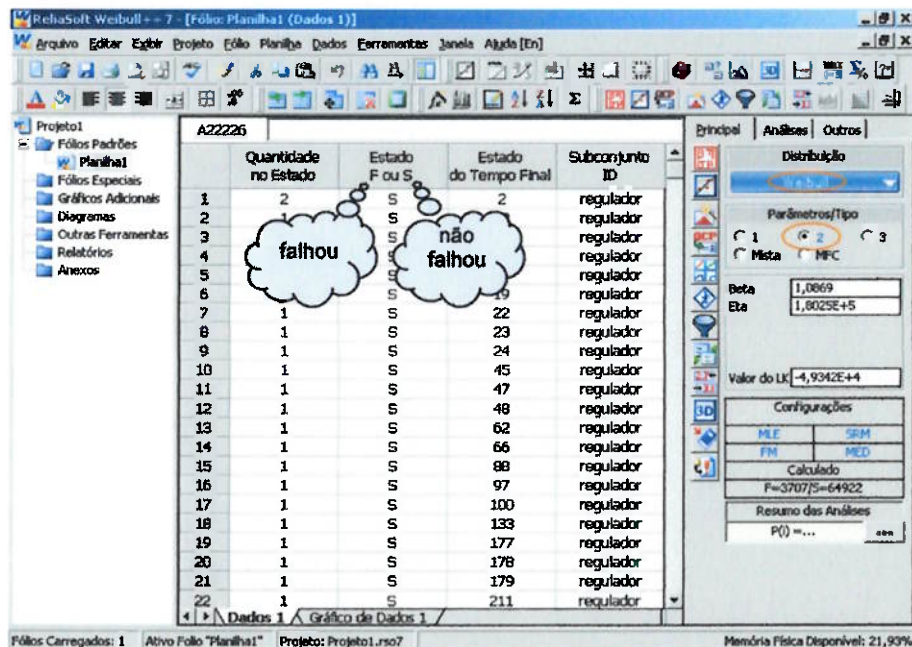 ReliaSoft Weibull++ 7 - [Fólio: Planilha1 (Dados 1)]
Arquivo Editar Exibir Projeto Fólio Planilha Dados Ferramentas Janela Ajuda [En]
Projeto1
Fólios Padrões
Planilha1
Fólios Especiais
Gráficos Adicionais
Diagramas
Outras Ferramentas
Relatórios
Anexos
A22226
Quantidade no Estado Estado F ou S Estado do Tempo Final Subconjunto ID
1 2 S 2 regulador
2 S regulador
3 S regulador
4 regulador
5 regulador
6 S 19 regulador
7 1 S 22 regulador
8 1 S 23 regulador
9 1 S 24 regulador
10 1 S 45 regulador
11 1 S 47 regulador
12 1 S 48 regulador
13 1 S 62 regulador
14 1 S 66 regulador
15 1 S 88 regulador
16 1 S 97 regulador
17 1 S 100 regulador
18 1 S 133 regulador
19 1 S 177 regulador
20 1 S 178 regulador
21 1 S 179 regulador
22 1 S 211 regulador
falhou
não
falhou
Dados 1 Gráfico de Dados 1
Principal Análises Outros
Distribuição
Parâmetros/Tipo
1 2 3
Mista MFC
Beta 1,0869
Eta 1,8025E+5
Valor do LK -4,9342E+4
Configurações
MLE SRM
FM MED
Calculado
F=3707/S=64922
Resumo das Análises
P(i) =...
QCP
3D
Fólios Carregados: 1 Ativo Folio "Planilha1" Projeto: Projeto1.rso7 Memória Física Disponível: 21,93%